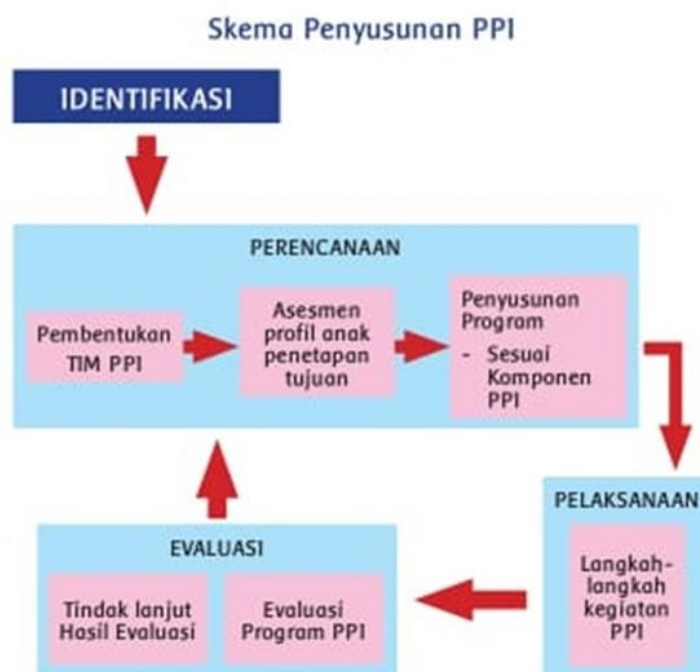 Skema Penyusunan PPI
IDENTIFIKASI
PERENCANAAN
Pembentukan
TIM PPI
Asesmen
profil anak
penetapan
tujuan
Penyusunan
Program
- Sesuai
Komponen
PPI
PELAKSANAAN
Langkah-
langkah
kegiatan
PPI
EVALUASI
Tindak lanjut
Hasil Evaluasi
Evaluasi
Program PPI